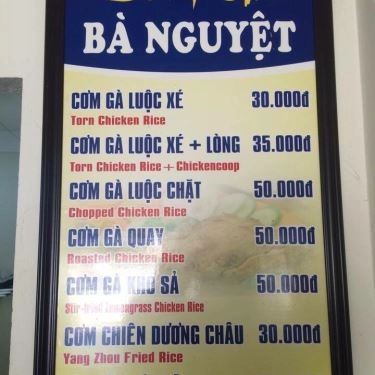 BÀ NGUYỆT
CƠM GÀ LUỘC XÉ 30.000đ
Torn Chicken Rice
CƠM GÀ LUỘC XÉ + LÒNG 35.000đ
Torn Chicken Rice + Chickencoop
CƠM GÀ LUỘC CHẶT 50.000đ
Chopped Chicken Rice
CƠM GÀ QUAY 50.000đ
Roasted Chicken Rice
CƠM GÀ KHO SẢ 50.000đ
Stir-fried Lemongrass Chicken Rice
CƠM CHIÊN DƯƠNG CHÂU 30.000đ
Yang Zhou Fried Rice